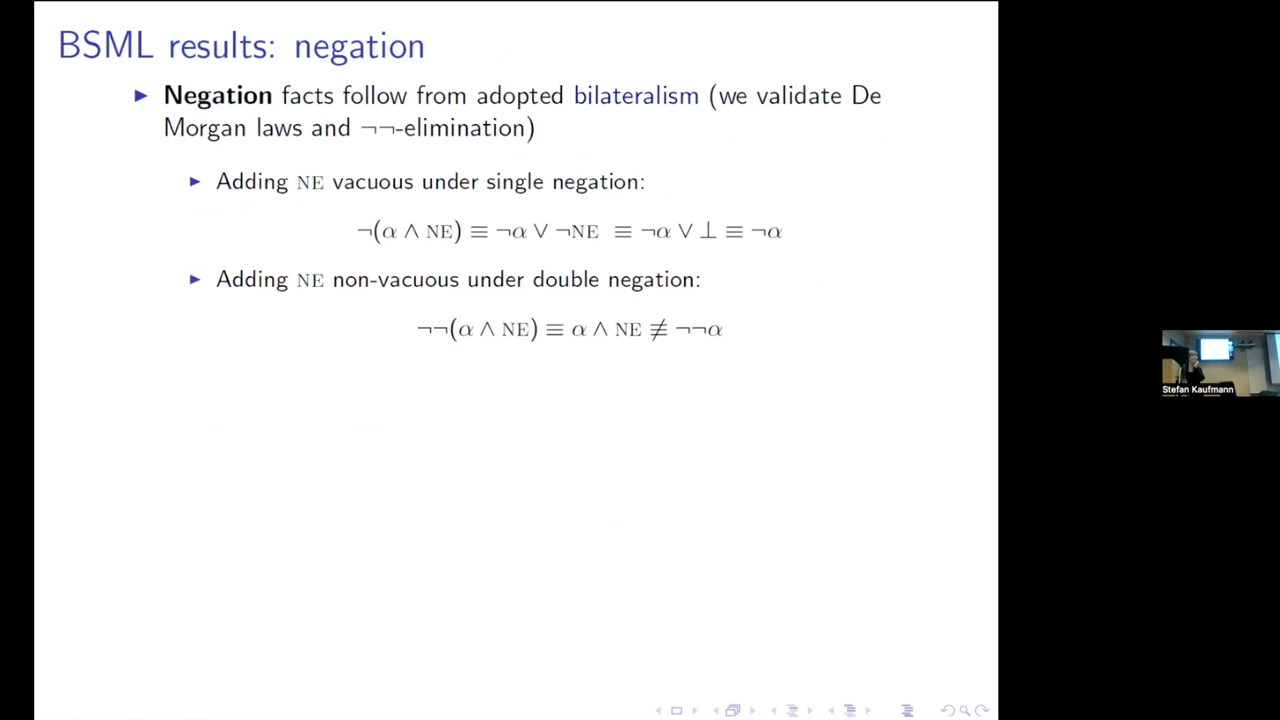 BSML results: negation
▶ Negation facts follow from adopted bilateralism (we validate De
Morgan laws and ¬¬-elimination)
▶ Adding NE vacuous under single negation:
¬(α ∧ NE) ≡ ¬α ∨ ¬NE ≡ ¬α ∨ ⊥ ≡ ¬α
▶ Adding NE non-vacuous under double negation:
¬¬(α ∧ NE) ≡ α ∧ NE ≢ ¬¬α
Stefan Kaufmann